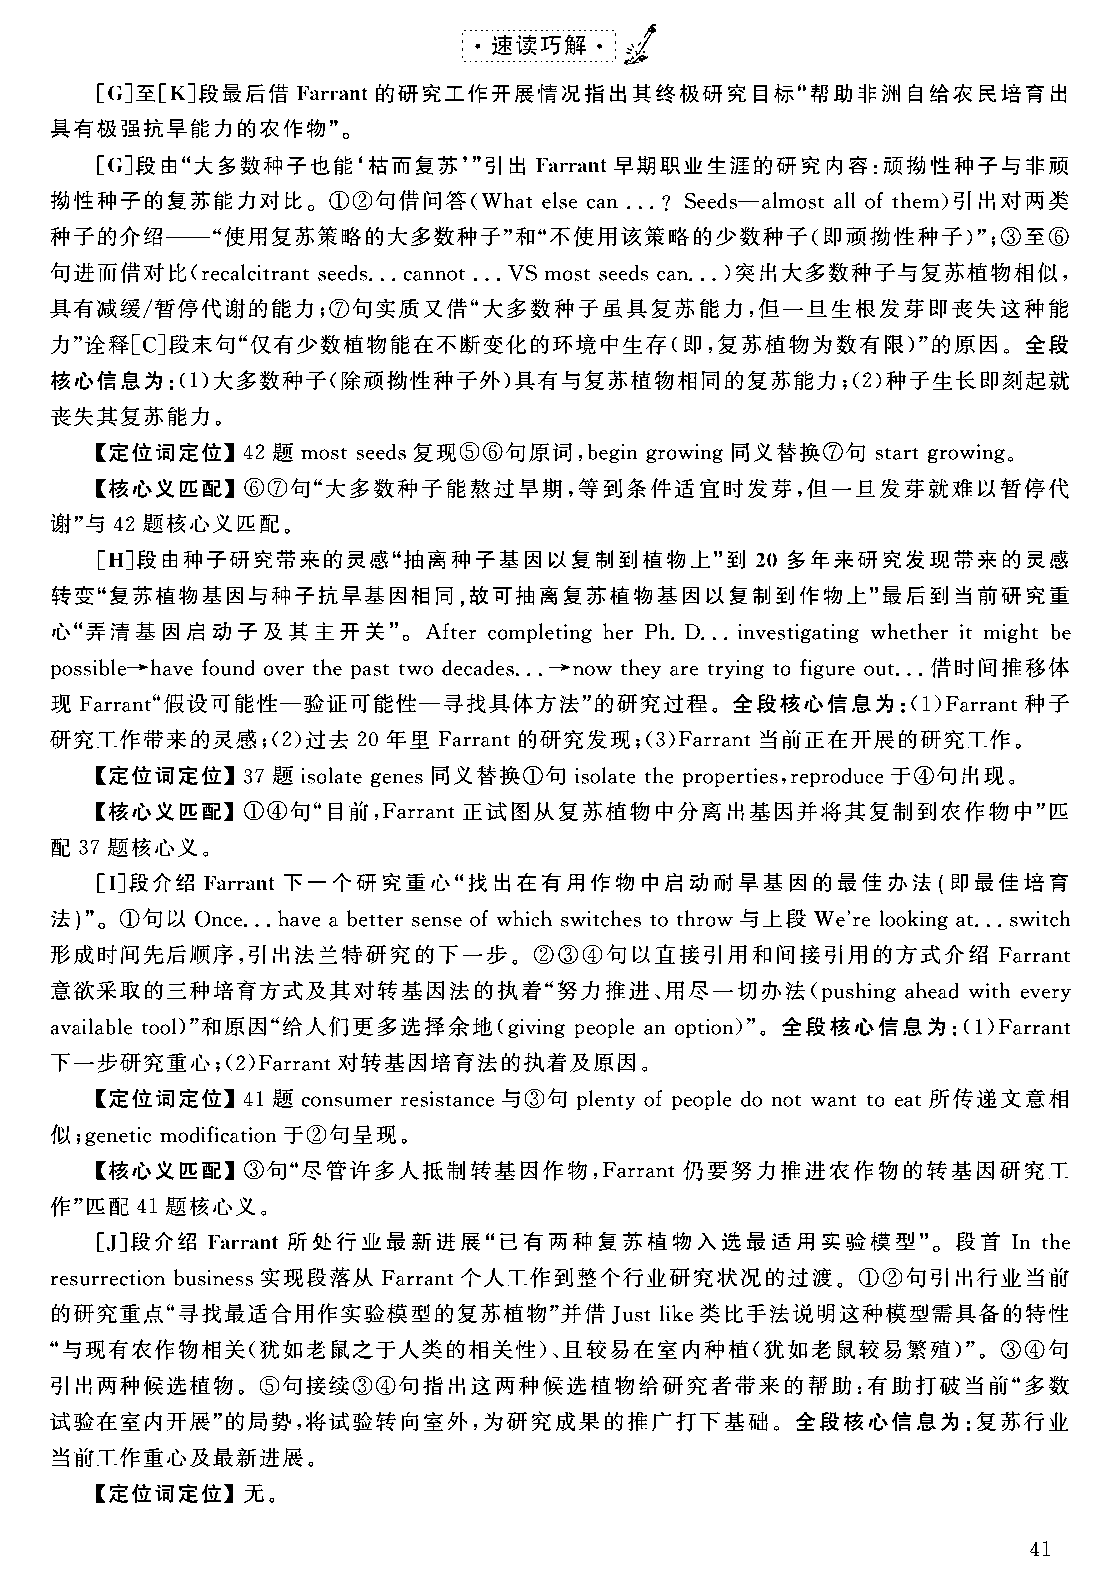 ·速读巧解·
[G]至[K]段最后借 Farrant 的研究工作开展情况指出其终极研究目标“帮助非洲自给农民培育出
具有极强抗旱能力的农作物”。
[G]段由“大多数种子也能‘枯而复苏’”引出 Farrant 早期职业生涯的研究内容:顽拗性种子与非顽
拗性种子的复苏能力对比。①②句借问答(What else can ...? Seeds—almost all of them)引出对两类
种子的介绍——“使用复苏策略的大多数种子”和“不使用该策略的少数种子(即顽拗性种子)”;③至⑥
句进而借对比(recalcitrant seeds... cannot ... VS most seeds can...)突出大多数种子与复苏植物相似,
具有减缓/暂停代谢的能力;⑦句实质又借“大多数种子虽具复苏能力,但一旦生根发芽即丧失这种能
力”诠释[C]段末句“仅有少数植物能在不断变化的环境中生存(即,复苏植物为数有限)”的原因。全段
核心信息为:(1)大多数种子(除顽拗性种子外)具有与复苏植物相同的复苏能力;(2)种子生长即刻起就
丧失其复苏能力。
【定位词定位】42 题 most seeds 复现⑤⑥句原词,begin growing 同义替换⑦句 start growing。
【核心义匹配】⑥⑦句“大多数种子能熬过旱期,等到条件适宜时发芽,但一旦发芽就难以暂停代
谢”与 42 题核心义匹配。
[H]段由种子研究带来的灵感“抽离种子基因以复制到植物上”到 20 多年来研究发现带来的灵感
转变“复苏植物基因与种子抗旱基因相同,故可抽离复苏植物基因以复制到作物上”最后到当前研究重
心“弄清基因启动子及其主开关”。After completing her Ph. D... investigating whether it might be
possible→have found over the past two decades... →now they are trying to figure out... 借时间推移体
现 Farrant“假设可能性—验证可能性—寻找具体方法”的研究过程。全段核心信息为:(1)Farrant 种子
研究工作带来的灵感;(2)过去 20 年里 Farrant 的研究发现;(3)Farrant 当前正在开展的研究工作。
【定位词定位】37 题 isolate genes 同义替换①句 isolate the properties,reproduce 于④句出现。
【核心义匹配】①④句“目前,Farrant 正试图从复苏植物中分离出基因并将其复制到农作物中”匹
配 37 题核心义。
[I]段介绍 Farrant 下一个研究重心“找出在有用作物中启动耐旱基因的最佳办法(即最佳培育
法)”。①句以 Once... have a better sense of which switches to throw 与上段 We're looking at... switch
形成时间先后顺序,引出法兰特研究的下一步。②③④句以直接引用和间接引用的方式介绍 Farrant
意欲采取的三种培育方式及其对转基因法的执着“努力推进、用尽一切办法(pushing ahead with every
available tool)”和原因“给人们更多选择余地(giving people an option)”。全段核心信息为:(1)Farrant
下一步研究重心;(2)Farrant 对转基因培育法的执着及原因。
【定位词定位】41 题 consumer resistance 与③句 plenty of people do not want to eat 所传递文意相
似;genetic modification 于②句呈现。
【核心义匹配】③句“尽管许多人抵制转基因作物,Farrant 仍要努力推进农作物的转基因研究工
作”匹配 41 题核心义。
[J]段介绍 Farrant 所处行业最新进展“已有两种复苏植物入选最适用实验模型”。段首 In the
resurrection business 实现段落从 Farrant 个人工作到整个行业研究状况的过渡。①②句引出行业当前
的研究重点“寻找最适合用作实验模型的复苏植物”并借 Just like 类比手法说明这种模型需具备的特性
“与现有农作物相关(犹如老鼠之于人类的相关性)、且较易在室内种植(犹如老鼠较易繁殖)”。③④句
引出两种候选植物。⑤句接续③④句指出这两种候选植物给研究者带来的帮助:有助打破当前“多数
试验在室内开展”的局势,将试验转向室外,为研究成果的推广打下基础。全段核心信息为:复苏行业
当前工作重心及最新进展。
【定位词定位】无。
41